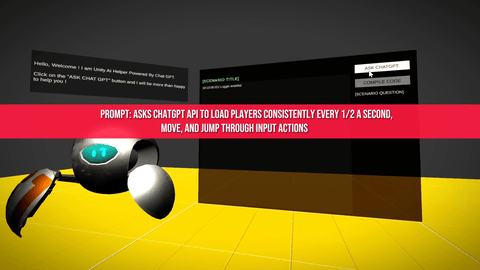 Hello, Welcome ! I am Unity Ai Helper Powered By Chat GPT.
Click on the "ASK CHAT GPT" button and I will be more than happy
to help you !
[SCENARIO TITLE]
ASK CHATGPT
COMPILE CODE
[SCENARIO QUESTION]
PROMPT: ASKS CHATGPT API TO LOAD PLAYERS CONSISTENTLY EVERY 1/2 A SECOND,
MOVE, AND JUMP THROUGH INPUT ACTIONS